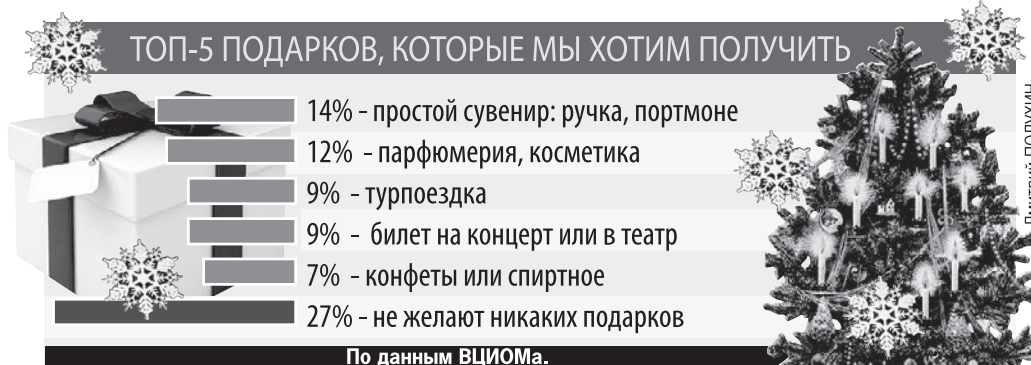 ТОП-5 ПОДАРКОВ, КОТОРЫЕ МЫ ХОТИМ ПОЛУЧИТЬ
14% - простой сувенир: ручка, портмоне
12% - парфюмерия, косметика
9% - турпоездка
9% - билет на концерт или в театр
7% - конфеты или спиртное
27% - не желают никаких подарков
По данным ВЦИОМа.